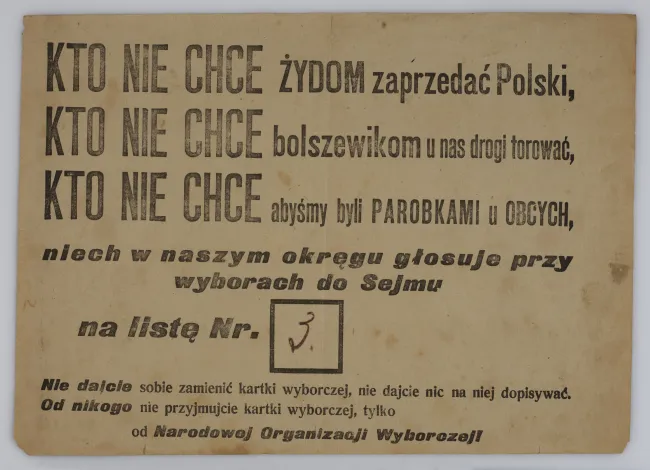 KTO NIE CHCE ŻYDOM zaprzedać Polski,
KTO NIE CHCE bolszewikom u nas drogi torować,
KTO NIE CHCE abyśmy byli PAROBKAMI u OBCYCH,
niech w naszym okręgu głosuje przy
wyborach do Sejmu
na listę Nr. 3.
Nie dajcie sobie zamienić kartki wyborczej, nie dajcie nic na niej dopisywać.
Od nikogo nie przyjmujcie kartki wyborczej, tylko
od Narodowej Organizacji Wyborczej!